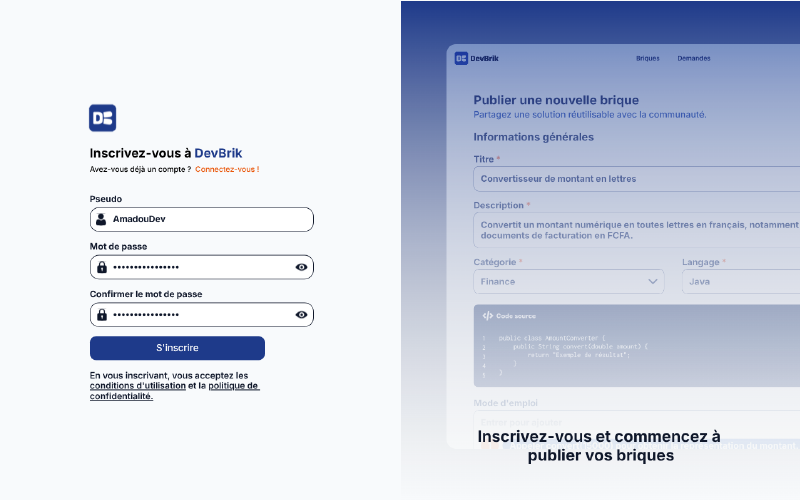 Inscrivez-vous à DevBrik
Avez-vous déjà un compte ? Connectez-vous !
Pseudo
AmadouDev
Mot de passe
••••••••••••••••
Confirmer le mot de passe
••••••••••••••••
S'inscrire
En vous inscrivant, vous acceptez les
conditions d'utilisation et la politique de
confidentialité.
DevBrik
Briques Demandes
Publier une nouvelle brique
Partagez une solution réutilisable avec la communauté.
Informations générales
Titre *
Convertisseur de montant en lettres
Description *
Convertit un montant numérique en toutes lettres en français, notamment
documents de facturation en FCFA.
Catégorie * Langage *
Finance Java
</> Code source
1 public class AmountConverter {
2 public String convert(double amount) {
3 return "Exemple de résultat";
4 }
5 }
Mode d'emploi
Inscrivez-vous et commencez à
publier vos briques